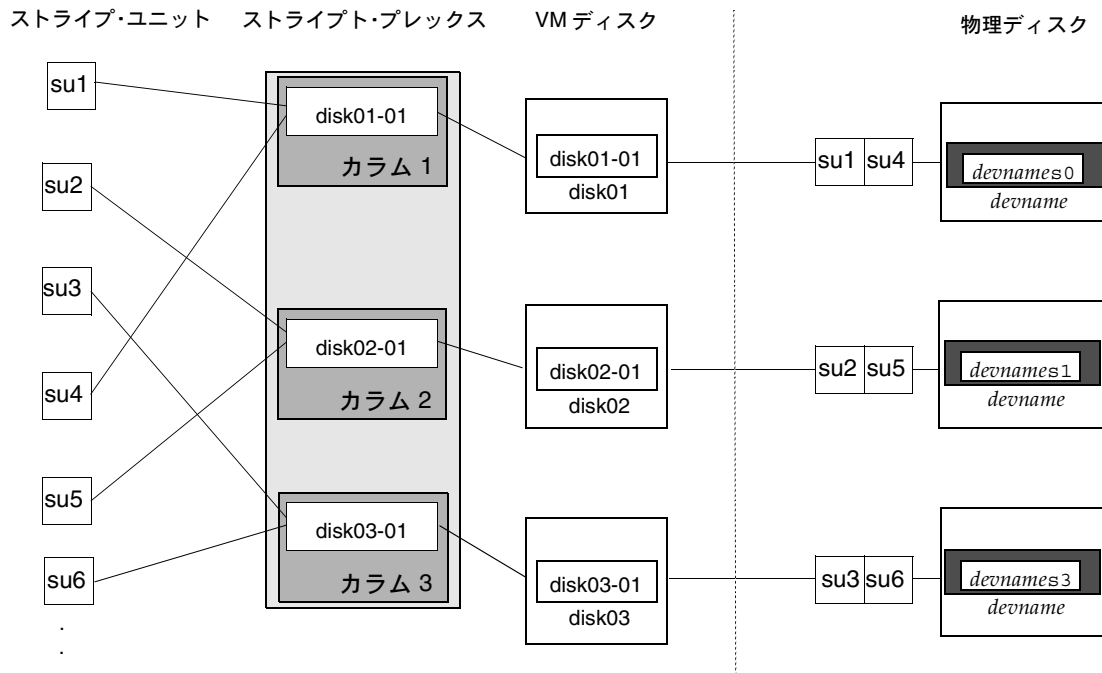 ストライプ・ユニット
ストライプト・プレックス
VM ディスク
物理ディスク
su1
su2
su3
su4
su5
su6
.
.
disk01-01
カラム 1
disk02-01
カラム 2
disk03-01
カラム 3
disk01-01
disk01
disk02-01
disk02
disk03-01
disk03
su1 su4
su2 su5
su3 su6
devnames0
devname
devnames1
devname
devnames3
devname